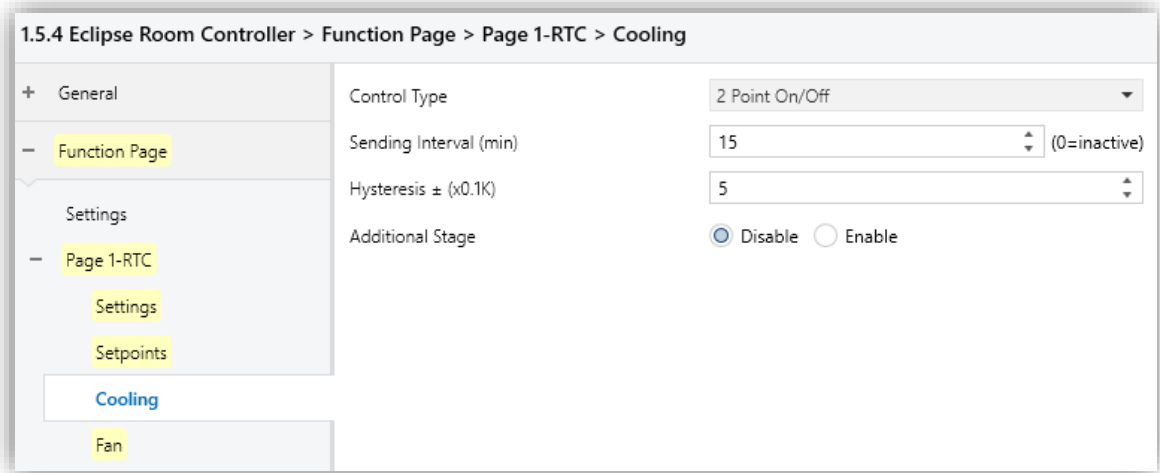 1.5.4 Eclipse Room Controller > Function Page > Page 1-RTC > Cooling
+ General
− Function Page
Settings
− Page 1-RTC
Settings
Setpoints
Cooling
Fan
Control Type 2 Point On/Off
Sending Interval (min) 15 (0=inactive)
Hysteresis ± (x0.1K) 5
Additional Stage Disable Enable